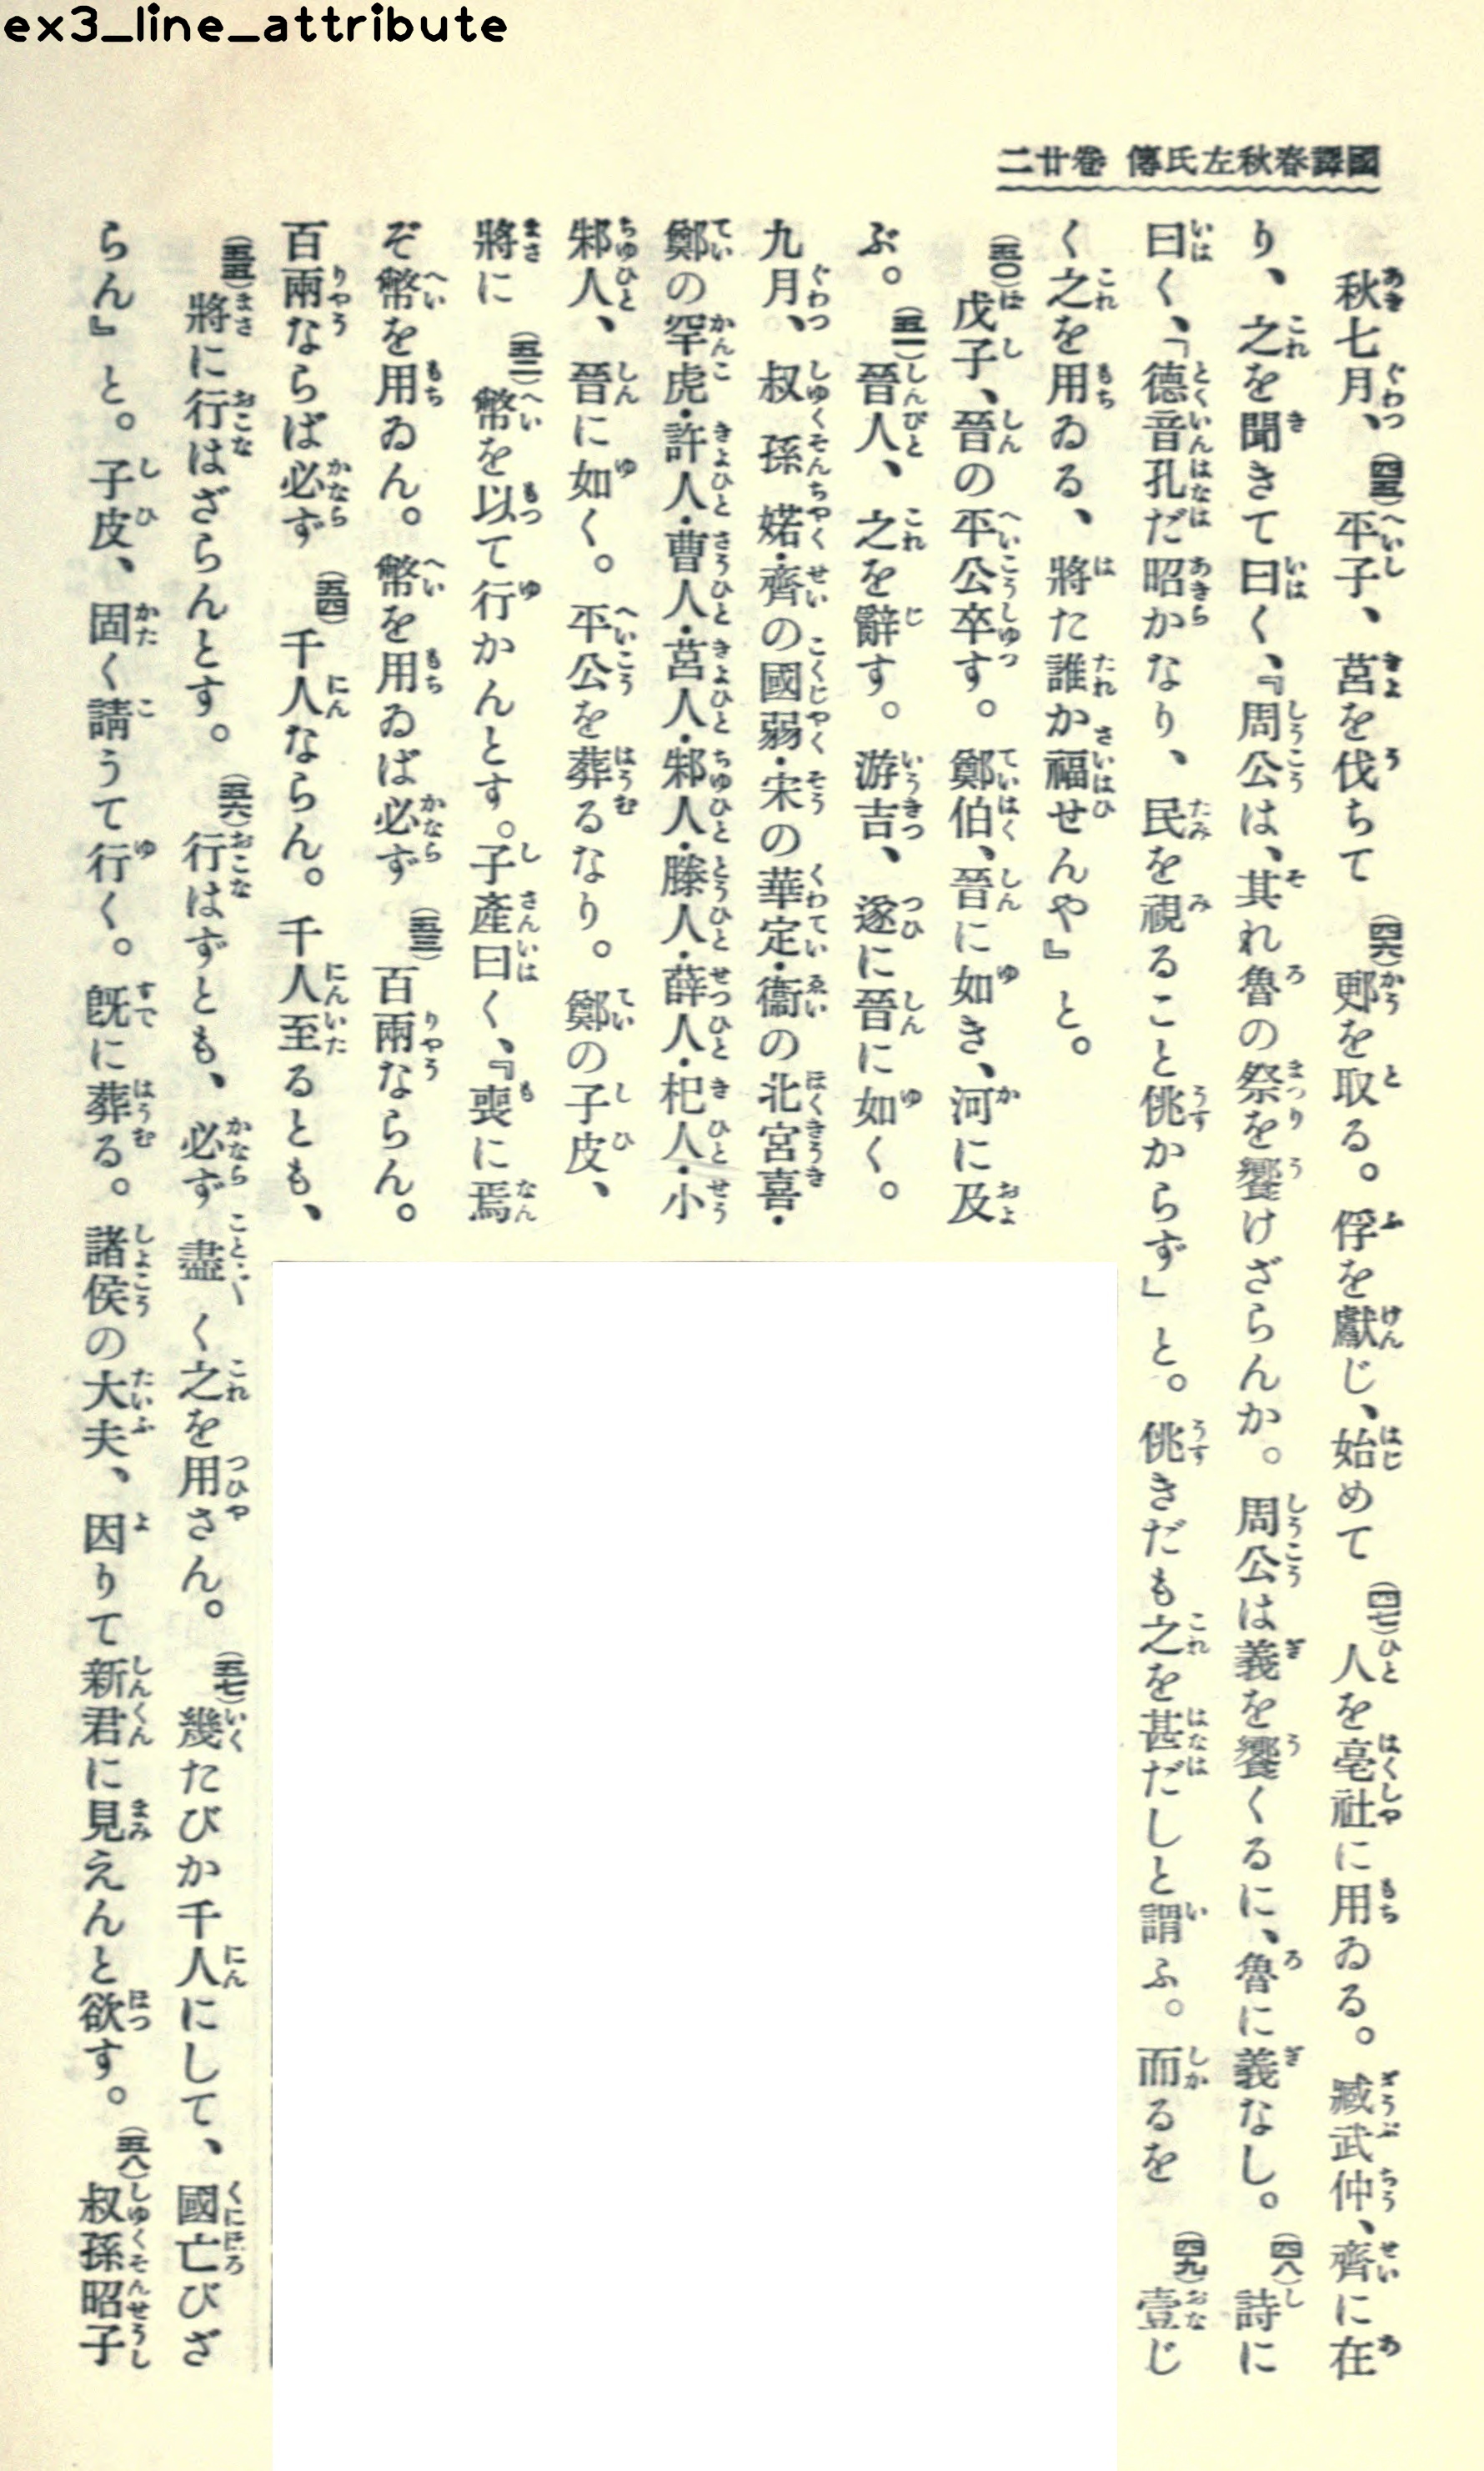 ex3_line_attribute
國譯春秋左氏傳 卷廿二
秋七月、(四五)平子、莒を伐ちて(四六)郠を取る。俘を獻じ、始めて(四七)人を亳社に用ゐる。臧武仲、齊に在
り、之を聞きて曰く、『周公は、其れ魯の祭を饗けざらんか。周公は義を饗くるに、魯に義なし。(四八)詩に
曰く、「德音孔だ昭かなり、民を視ること佻からず」と。佻きだも之を甚だしと謂ふ。而るを(四九)壹じ
く之を用ゐる、將た誰か福せんや』と。
(五〇)戊子、晉の平公卒す。鄭伯、晉に如き、河に及
ぶ。(五一)晉人、之を辭す。游吉、遂に晉に如く。
九月、叔孫婼・齊の國弱・宋の華定・衞の北宮喜・
鄭の罕虎・許人・曹人・莒人・邾人・滕人・薛人・杞人・小
邾人、晉に如く。平公を葬るなり。鄭の子皮、
將に(五二)幣を以て行かんとす。子產曰く、『喪に焉
ぞ幣を用ゐん。幣を用ゐば必ず(五三)百兩ならん。
百兩ならば必ず(五四)千人ならん。千人至るとも、
(五五)將に行はざらんとす。(五六)行はずとも、必ず盡く之を用さん。(五七)幾たびか千人にして、國亡びざ
らん』と。子皮、固く請うて行く。旣に葬る。諸侯の大夫、因りて新君に見えんと欲す。(五八)叔孫昭子